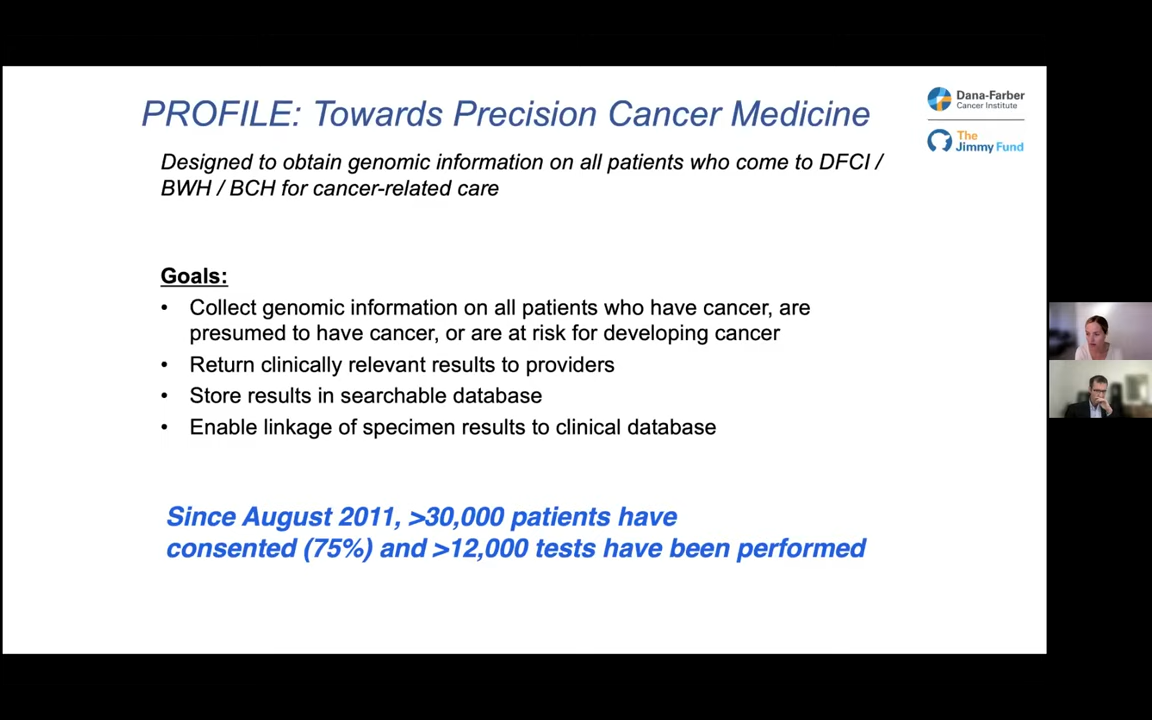 PROFILE: Towards Precision Cancer Medicine
Dana-Farber
Cancer Institute
The
Jimmy Fund
Designed to obtain genomic information on all patients who come to DFCI /
BWH / BCH for cancer-related care
Goals:
• Collect genomic information on all patients who have cancer, are
presumed to have cancer, or are at risk for developing cancer
• Return clinically relevant results to providers
• Store results in searchable database
• Enable linkage of specimen results to clinical database
Since August 2011, >30,000 patients have
consented (75%) and >12,000 tests have been performed